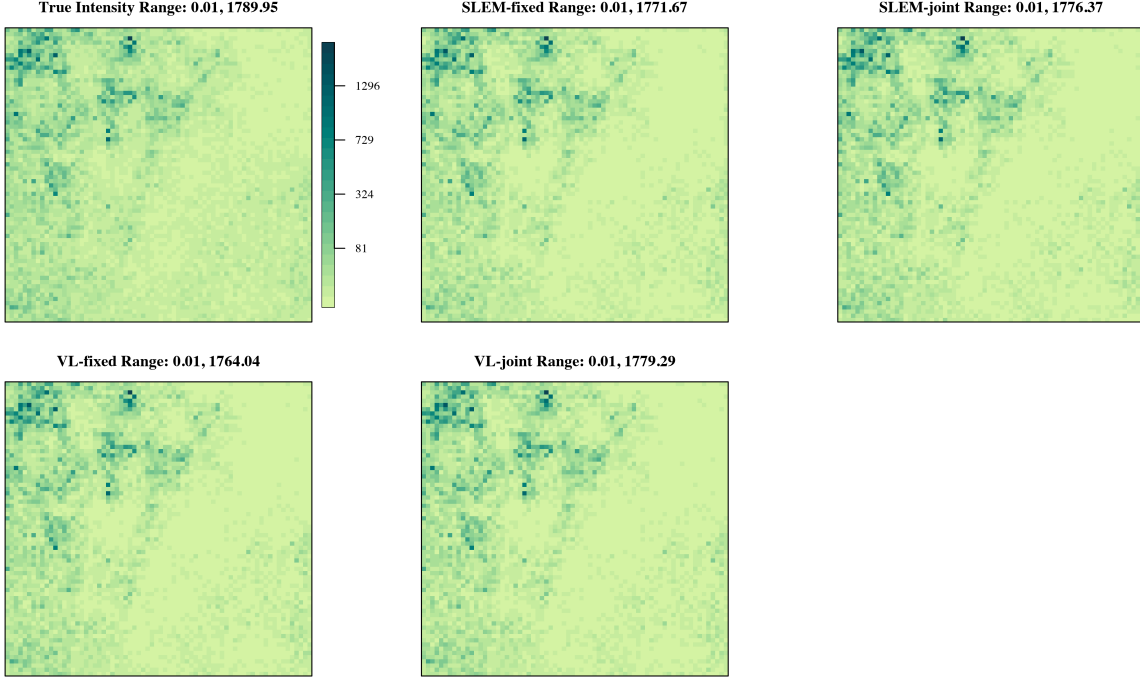 True Intensity Range: 0.01, 1789.95
SLEM-fixed Range: 0.01, 1771.67
SLEM-joint Range: 0.01, 1776.37
1296
729
324
81
VL-fixed Range: 0.01, 1764.04
VL-joint Range: 0.01, 1779.29